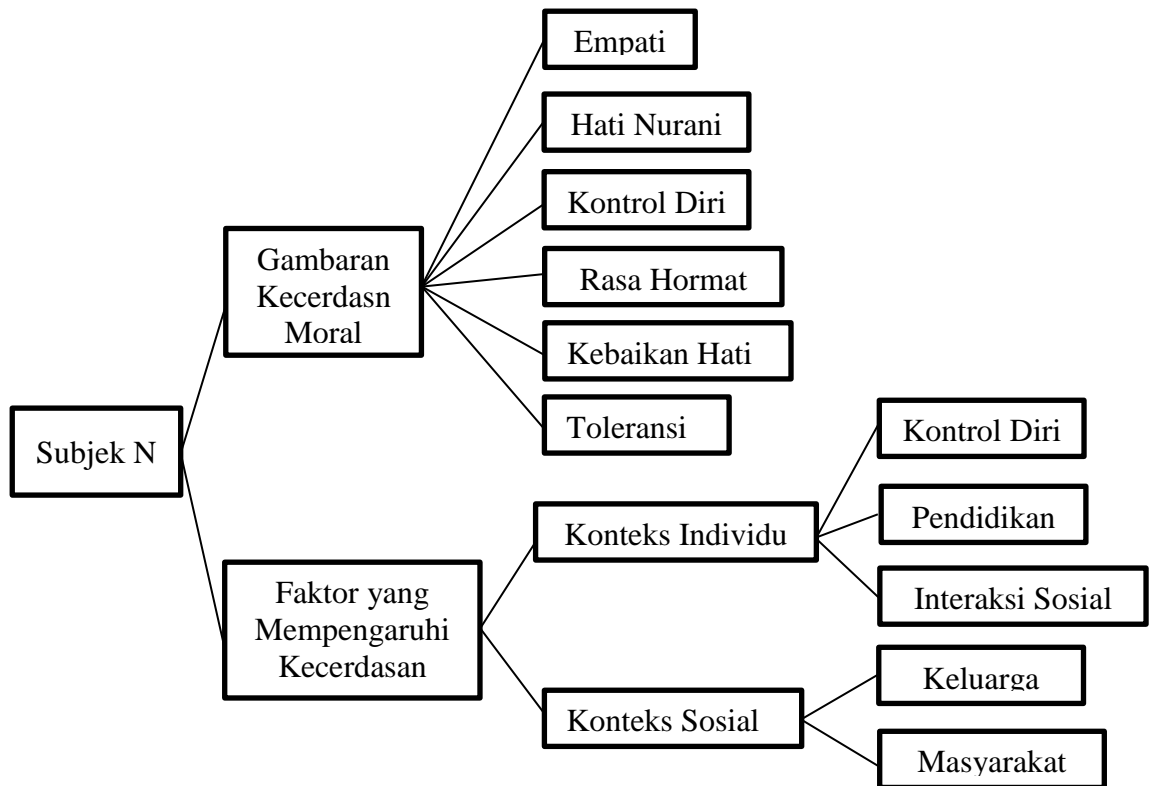 Empati
Hati Nurani
Kontrol Diri
Rasa Hormat
Kebaikan Hati
Toleransi
Gambaran
Kecerdasn
Moral
Subjek N
Faktor yang
Mempengaruhi
Kecerdasan
Konteks Individu
Konteks Sosial
Kontrol Diri
Pendidikan
Interaksi Sosial
Keluarga
Masyarakat